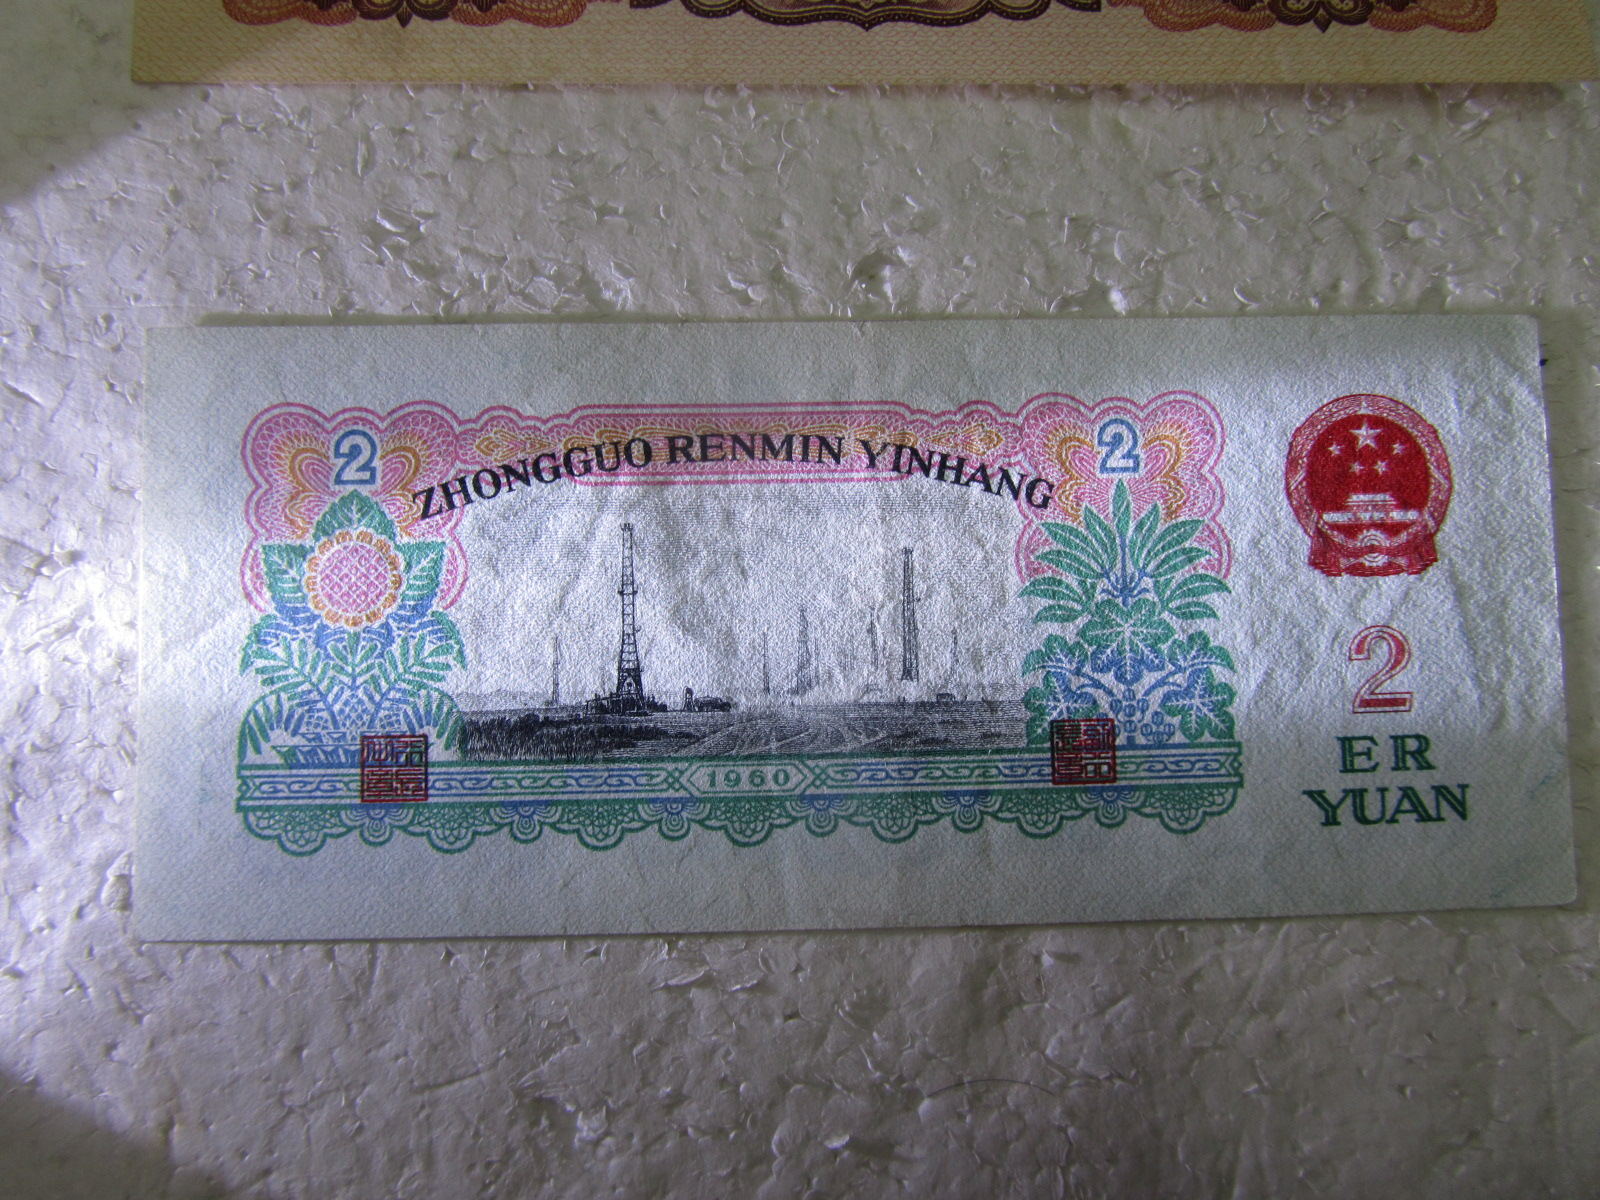 2
2
ZHONGGUO RENMIN YINHANG
2
ER
YUAN
1960